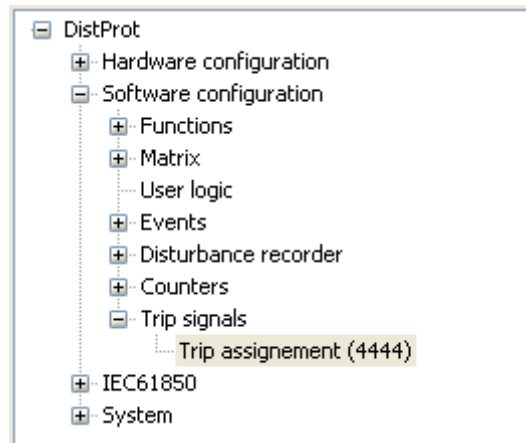 DistProt
Hardware configuration
Software configuration
Functions
Matrix
User logic
Events
Disturbance recorder
Counters
Trip signals
Trip assignement (4444)
IEC61850
System